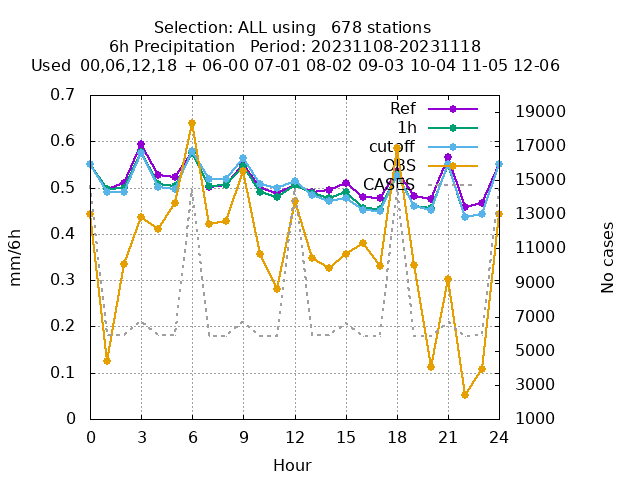 Selection: ALL using   678 stations
6h Precipitation   Period: 20231108-20231118
Used  00,06,12,18  + 06-00 07-01 08-02 09-03 10-04 11-05 12-06
0.7
0.6
0.5
0.4
0.3
0.2
0.1
0
mm/6h
Ref
1h
cutoff
OBS
CASES
19000
17000
15000
13000
11000
9000
7000
5000
3000
1000
No cases
0 3 6 9 12 15 18 21 24
Hour